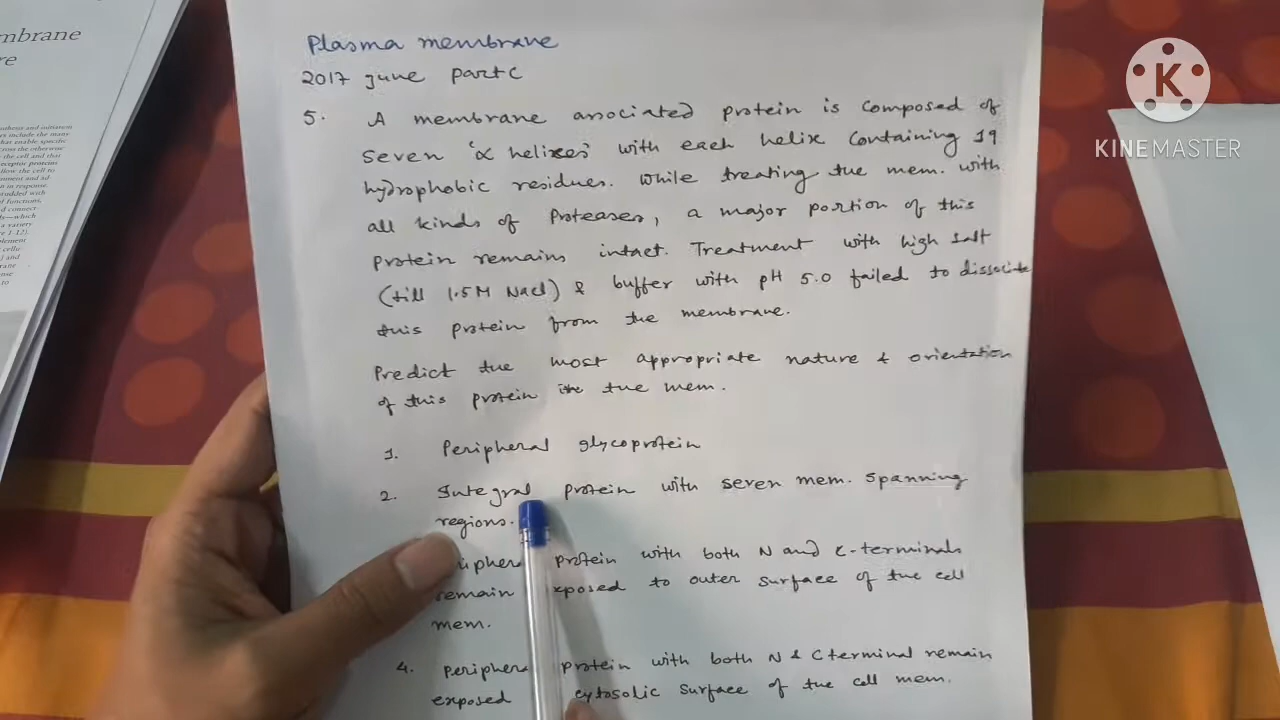 mbrane
re
Plasma membrane
2017 june part C
5. A membrane associated protein is composed of
seven 'α helixes' with each helix containing 19
hydrophobic residues. While treating the mem. with
all kinds of Proteases, a major portion of this
protein remains intact. Treatment with high salt
(till 1.5M Nacl) & buffer with pH 5.0 failed to dissociate
this protein from the membrane.
Predict the most appropriate nature & orientation
of this protein in the mem.
1. Peripheral glycoprotein
2. Integral protein with seven mem. Spanning
regions.
protein with both N and C-terminals
remain exposed to outer surface of the cell
mem.
4. Peripheral protein with both N & C terminal remain
exposed cytosolic surface of the cell mem.
K
KINEMASTER